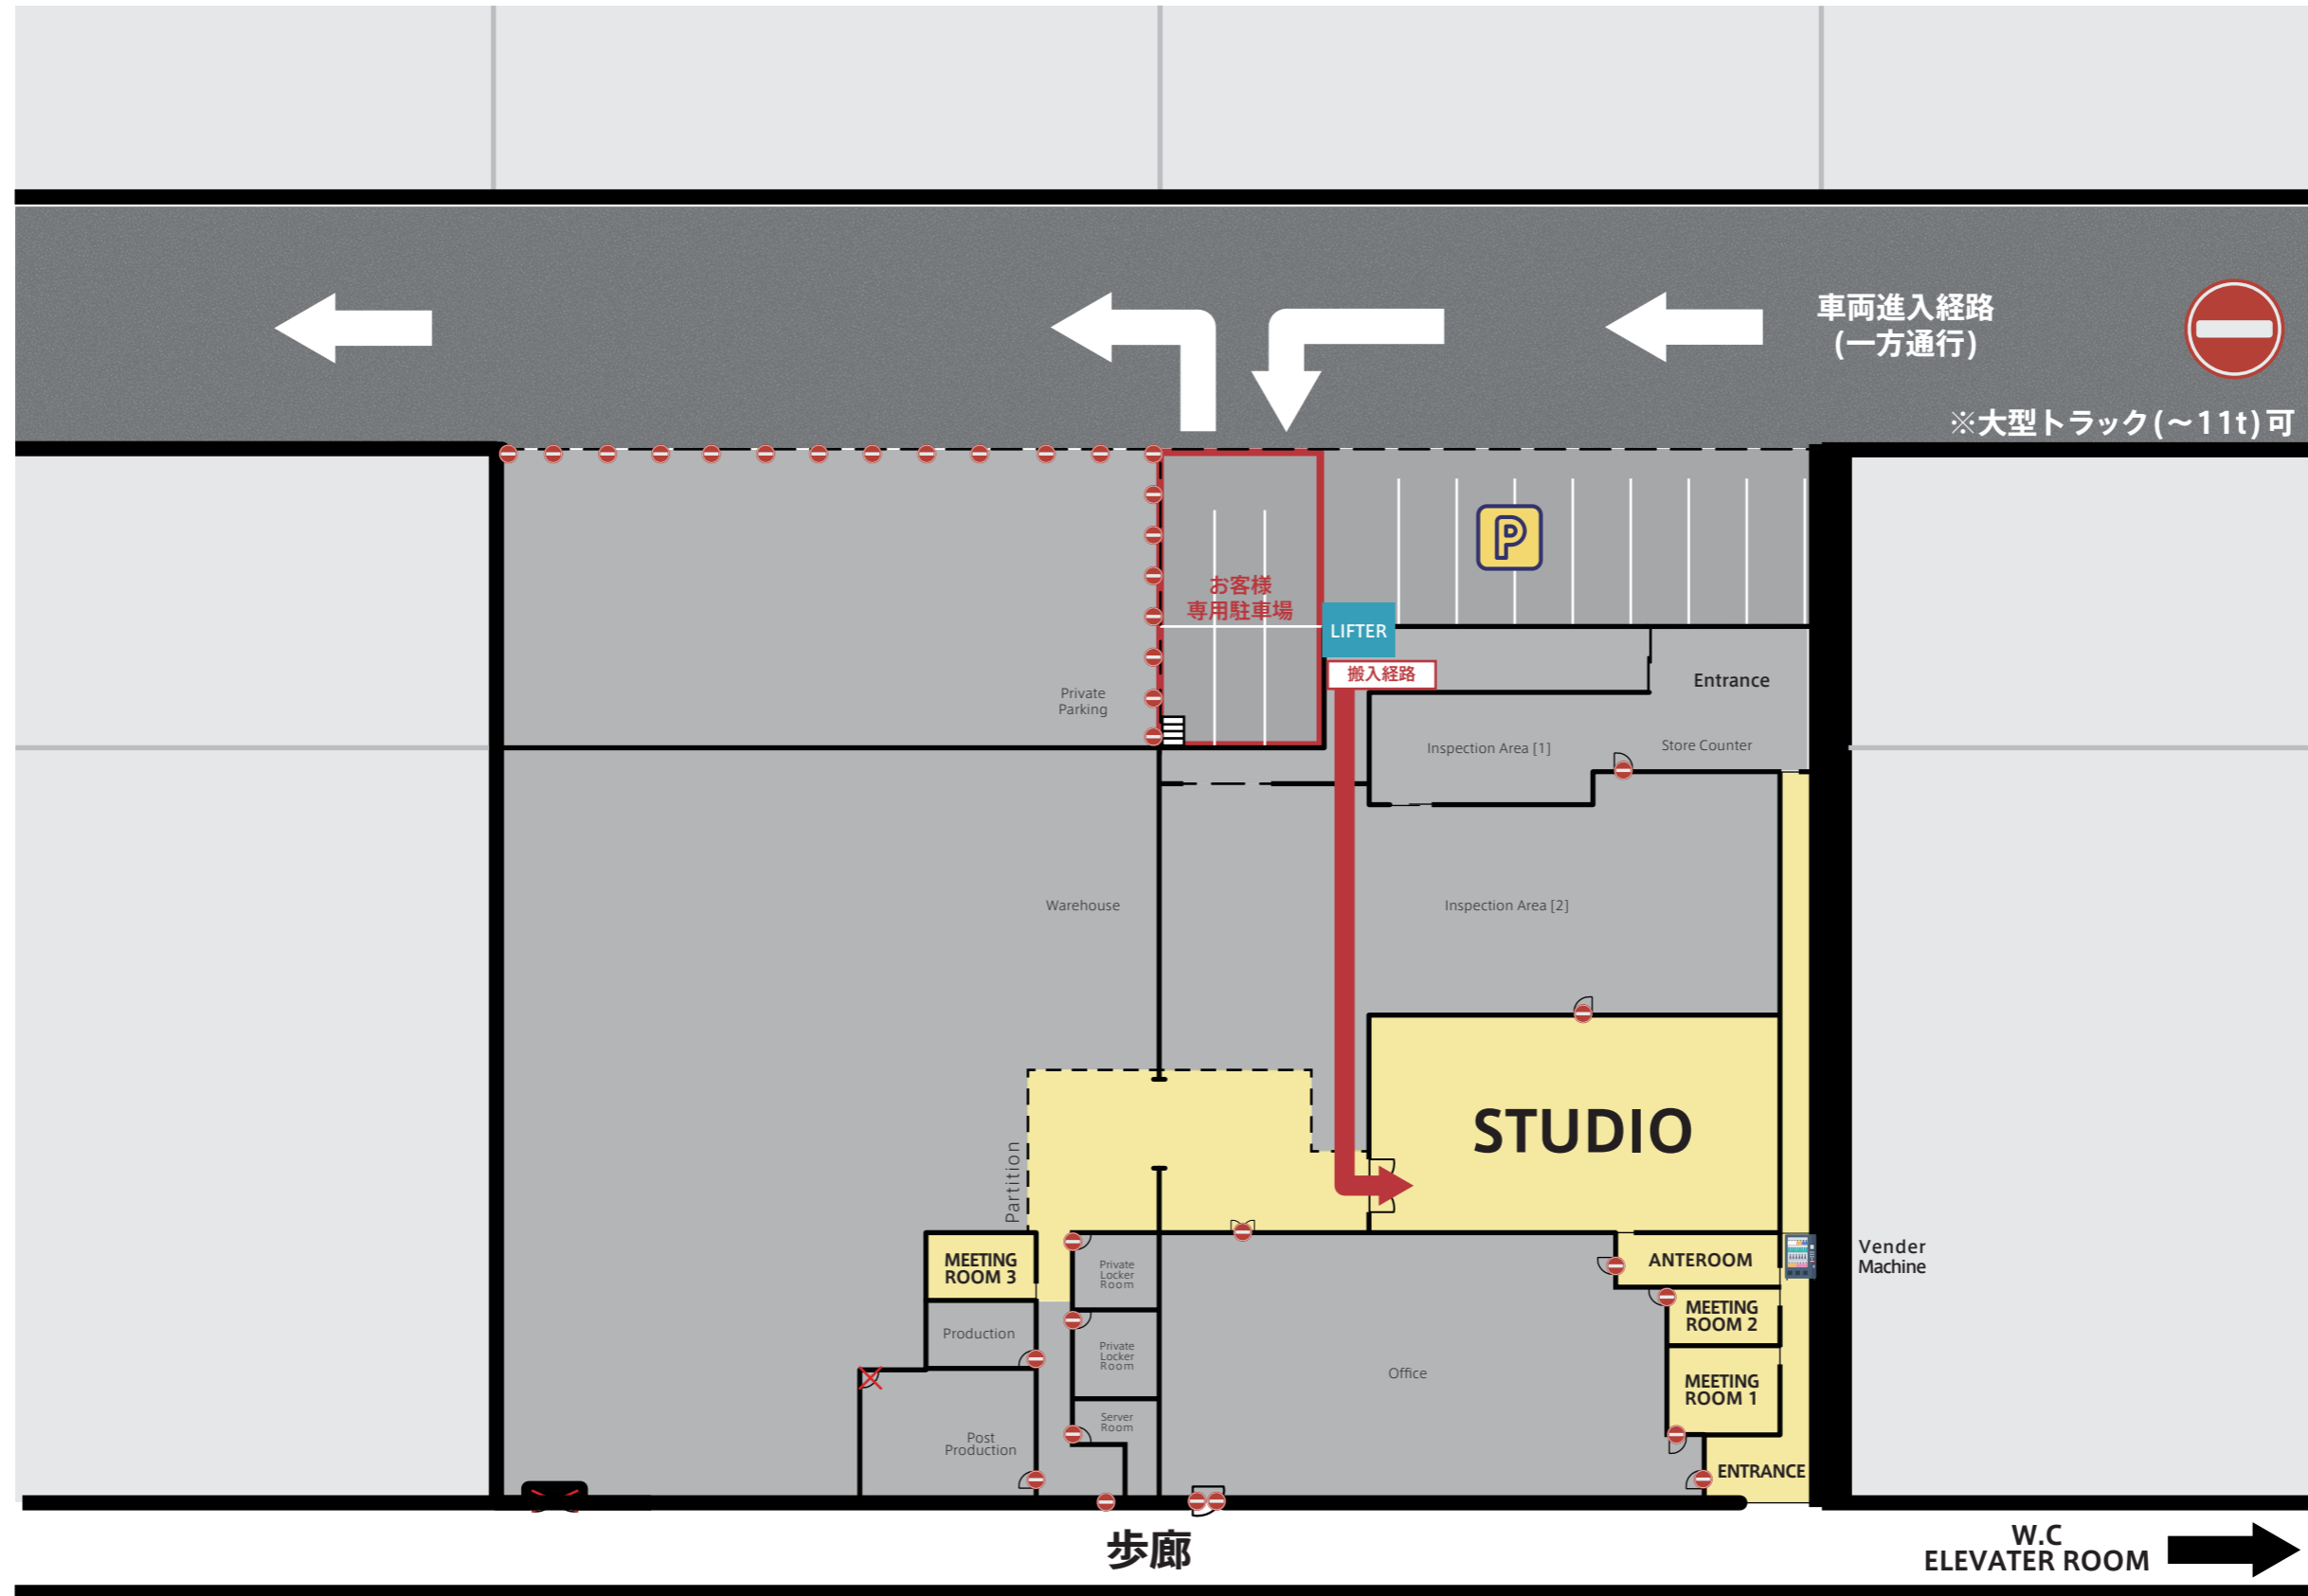 車両進入経路
(一方通行)
※大型トラック(～11t)可
P
お客様
専用駐車場
LIFTER
搬入経路
Entrance
Private
Parking
Inspection Area [1]
Store Counter
Warehouse
Inspection Area [2]
STUDIO
Partition
MEETING
ROOM 3
Private
Locker
Room
ANTEROOM
Vender
Machine
MEETING
ROOM 2
Production
Private
Locker
Room
Office
MEETING
ROOM 1
Server
Room
Post
Production
ENTRANCE
歩廊
W.C
ELEVATER ROOM